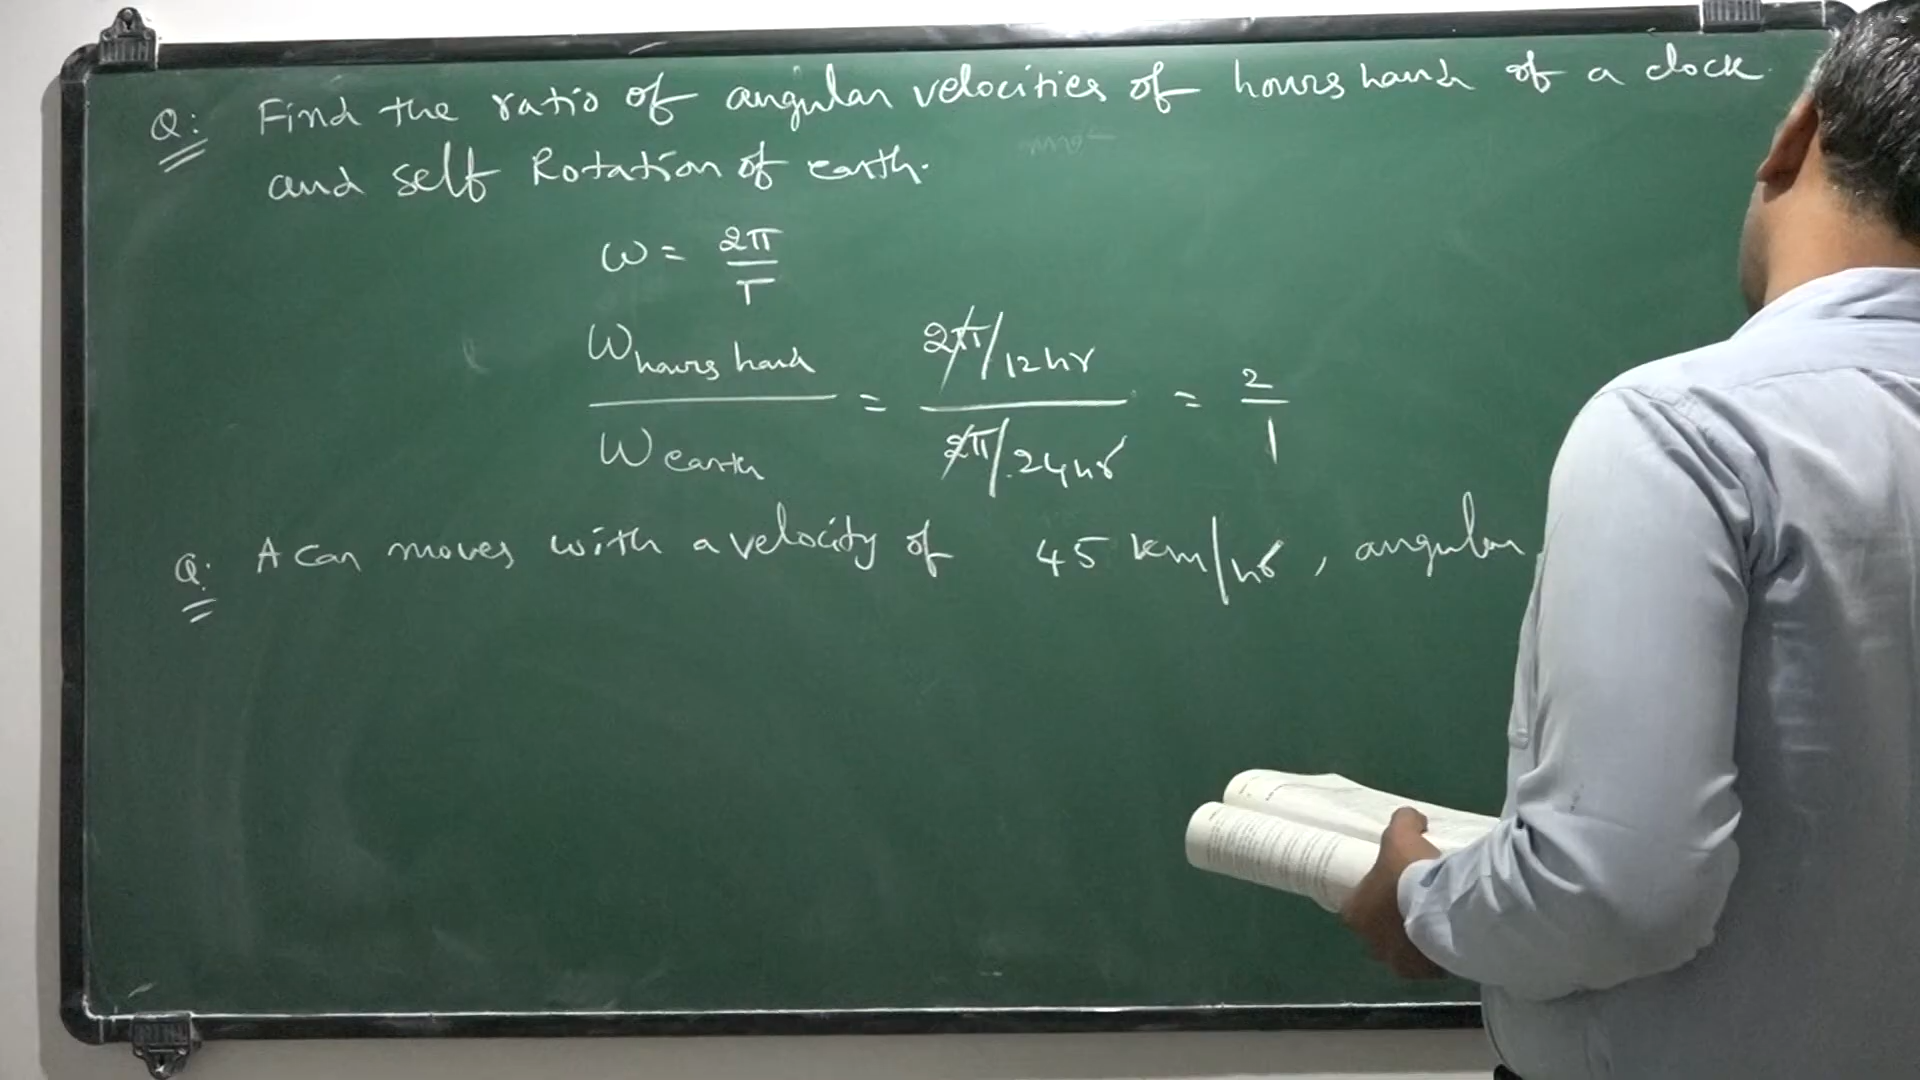 Q: Find the ratio of angular velocities of hours hand of a clock
and self Rotation of earth.
ω = 2π/T
ω hours hand / ω earth = (2π/12hr) / (2π/24hr) = 2/1
Q: A car moves with a velocity of 45 km/hr, angular